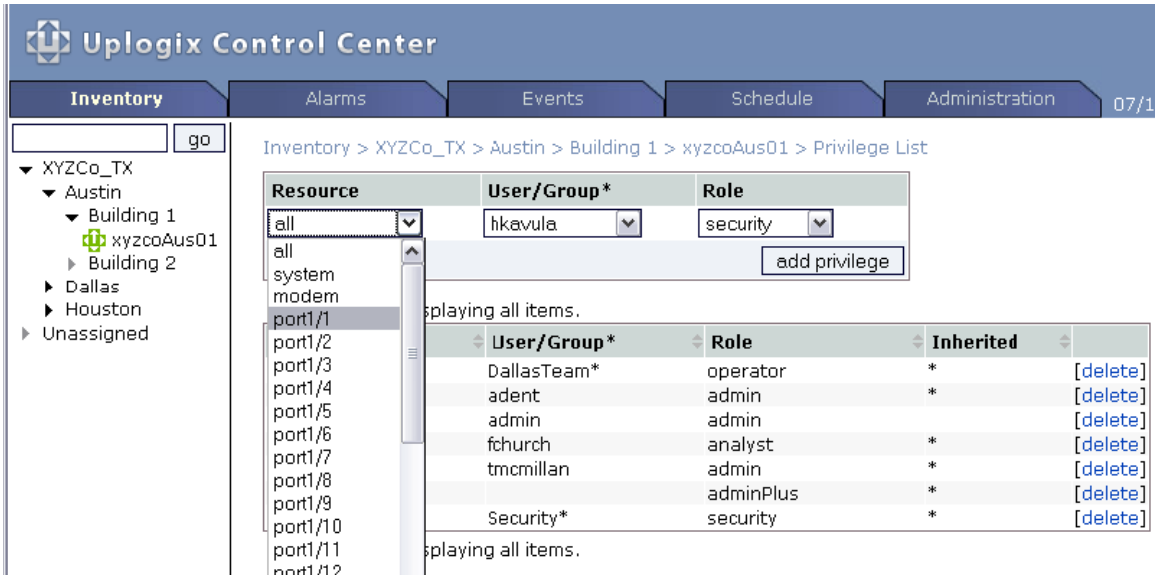 Uplogix Control Center
Inventory Alarms Events Schedule Administration 07/1
go
XYZCo_TX
Austin
Building 1
xyzcoAus01
Building 2
Dallas
Houston
Unassigned
Inventory > XYZCo_TX > Austin > Building 1 > xyzcoAus01 > Privilege List
Resource User/Group* Role
all hkavula security
add privilege
all
system
modem
port1/1
port1/2
port1/3
port1/4
port1/5
port1/6
port1/7
port1/8
port1/9
port1/10
port1/11
port1/12
splaying all items.
User/Group* Role Inherited
DallasTeam* operator * [delete]
adent admin * [delete]
admin admin [delete]
fchurch analyst * [delete]
tmcmillan admin * [delete]
adminPlus * [delete]
Security* security * [delete]
splaying all items.